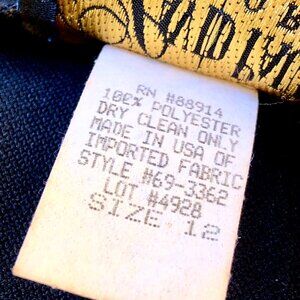 RN #88914
100% POLYESTER
DRY CLEAN ONLY
MADE IN USA OF
IMPORTED FABRIC
STYLE #69-3362
LOT #4928
SIZE 12